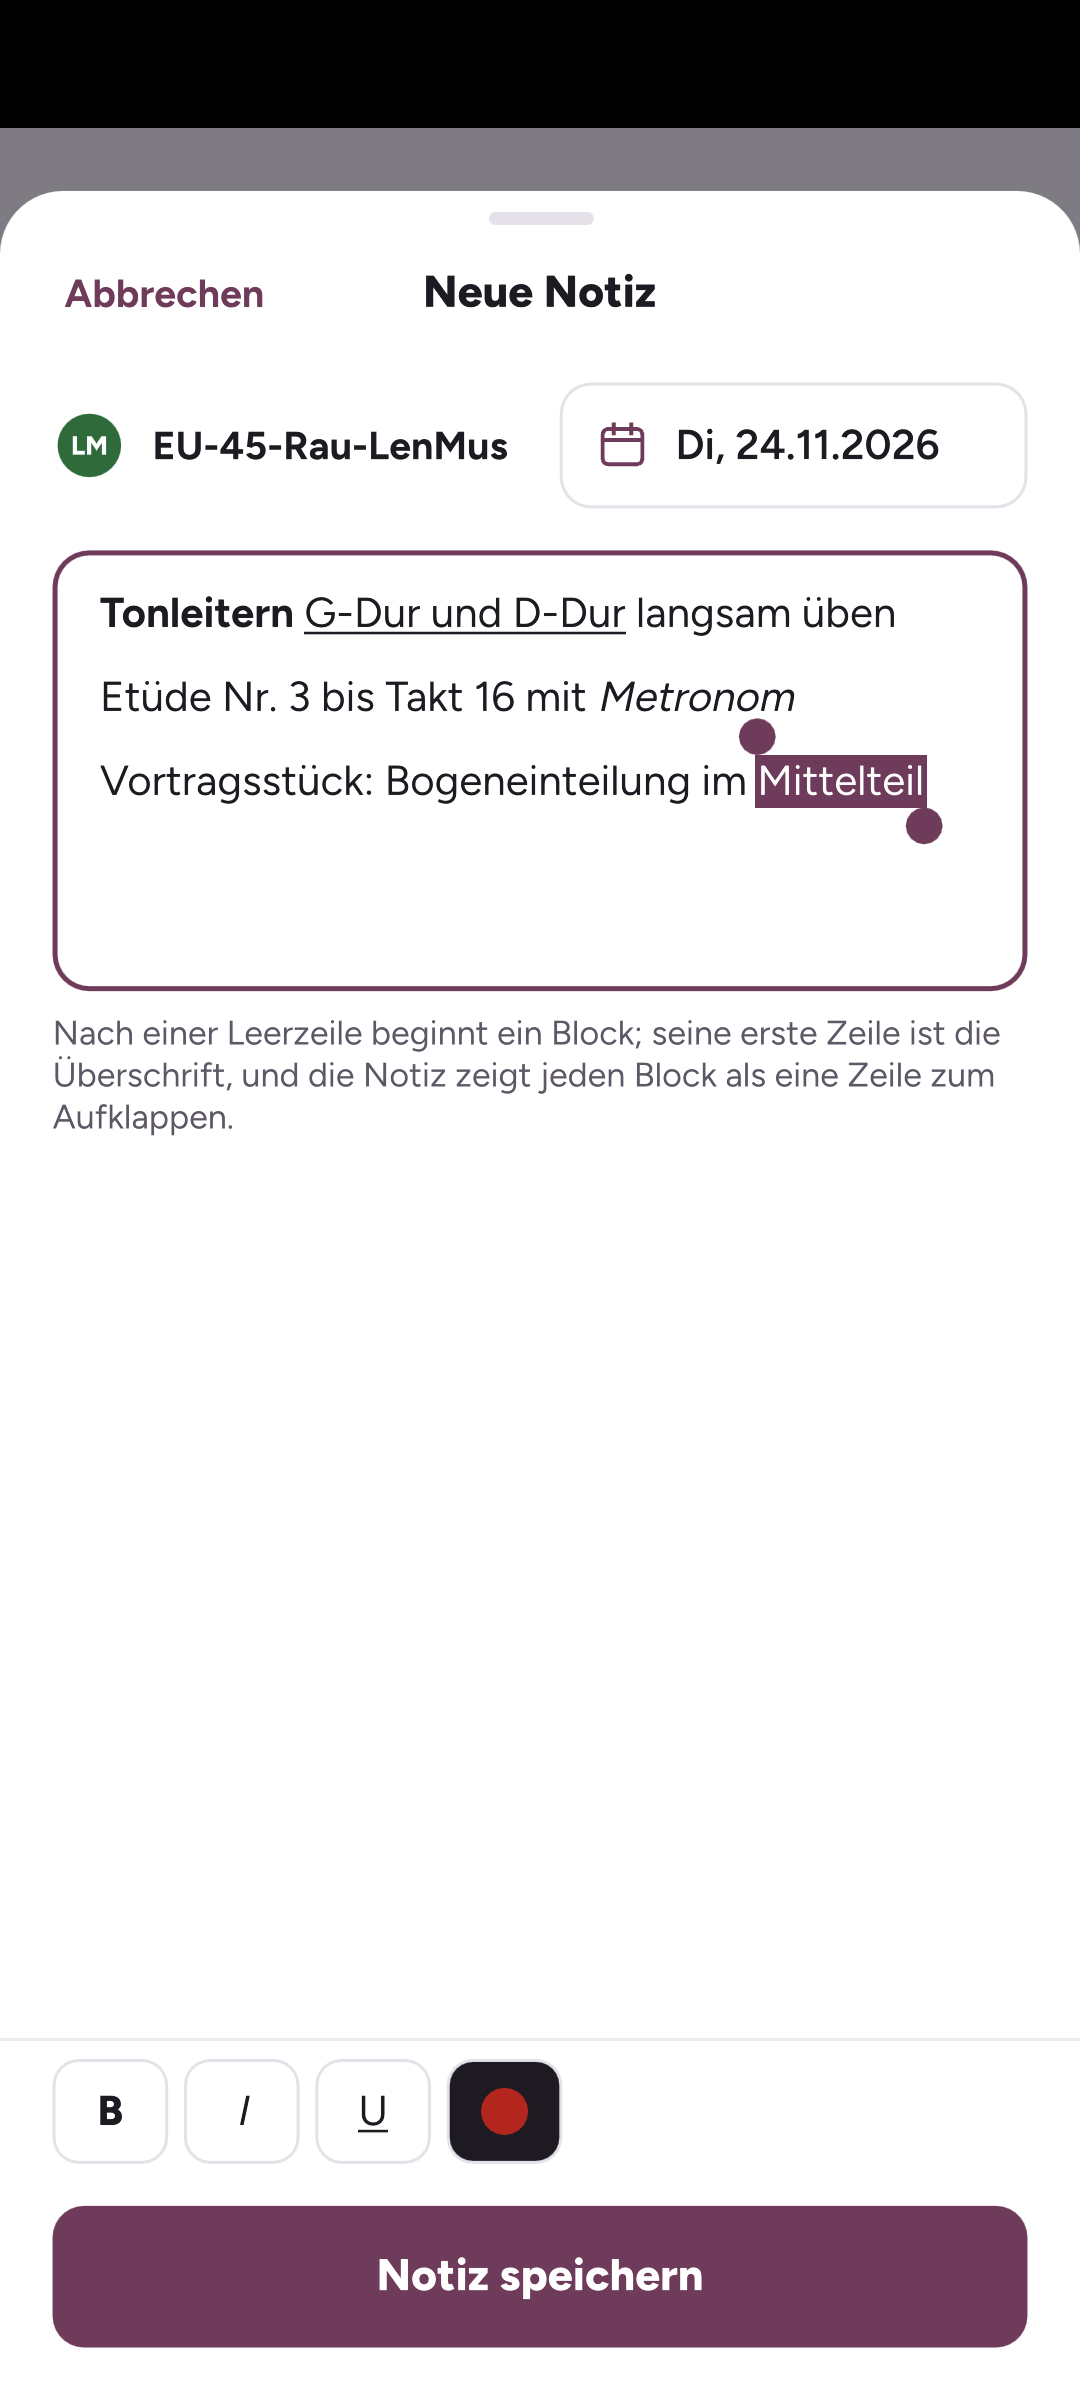 Abbrechen
Neue Notiz
LM
EU-45-Rau-LenMus
Di, 24.11.2026
Tonleitern G-Dur und D-Dur langsam üben
Etüde Nr. 3 bis Takt 16 mit Metronom
Vortragsstück: Bogeneinteilung im Mittelteil
Nach einer Leerzeile beginnt ein Block; seine erste Zeile ist die
Überschrift, und die Notiz zeigt jeden Block als eine Zeile zum
Aufklappen.
B
I
U
Notiz speichern